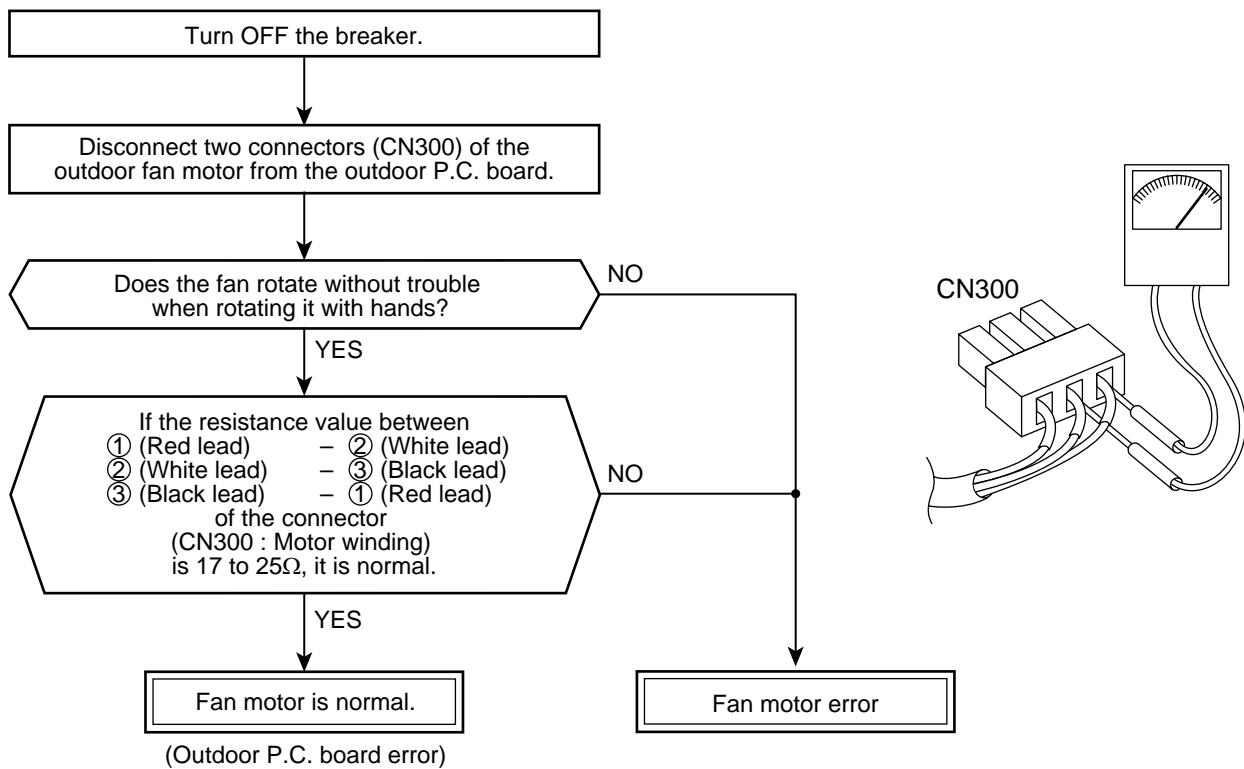 Turn OFF the breaker.
Disconnect two connectors (CN300) of the
outdoor fan motor from the outdoor P.C. board.
Does the fan rotate without trouble
when rotating it with hands?
NO
YES
If the resistance value between
① (Red lead) – ② (White lead)
② (White lead) – ③ (Black lead)
③ (Black lead) – ① (Red lead)
of the connector
(CN300 : Motor winding)
is 17 to 25Ω, it is normal.
NO
YES
Fan motor is normal.
(Outdoor P.C. board error)
Fan motor error
CN300